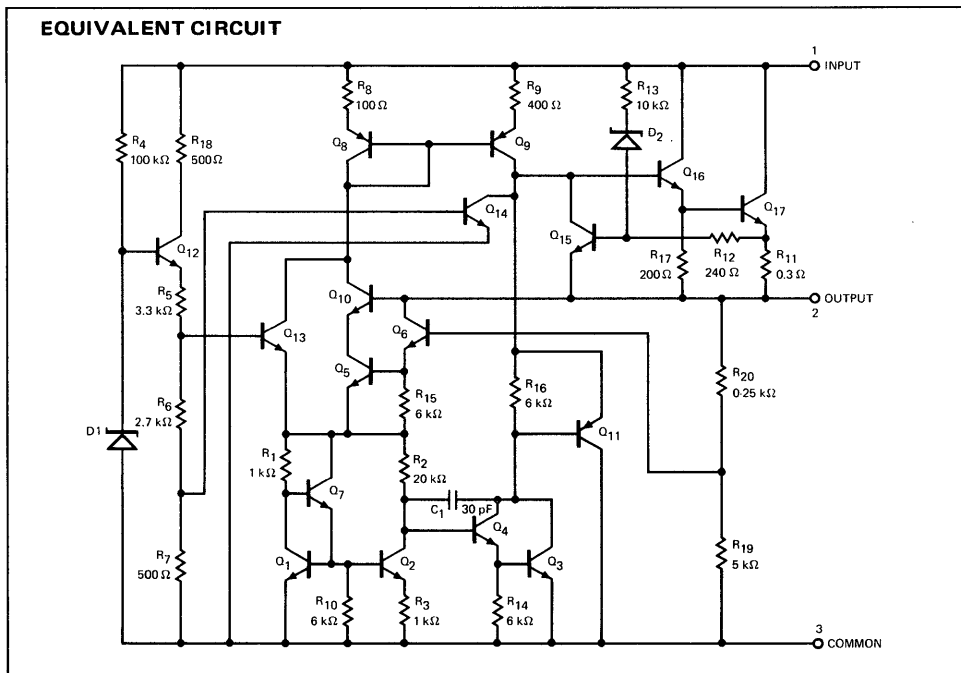 EQUIVALENT CIRCUIT
1
INPUT
R8
100 Ω
R9
400 Ω
R13
10 kΩ
R4
100 kΩ
R18
500Ω
D2
Q8
Q9
Q16
Q17
Q14
Q15
Q12
R17
200 Ω
R12
240 Ω
R11
0.3 Ω
R5
3.3 kΩ
Q10
OUTPUT
2
Q13
Q6
Q5
R16
6 kΩ
R20
0·25 kΩ
R15
6 kΩ
R6
2.7 kΩ
D1
Q11
R1
1 kΩ
R2
20 kΩ
Q7
C1
30 pF
Q4
R7
500 Ω
Q1
Q2
Q3
R19
5 kΩ
R10
6 kΩ
R3
1 kΩ
R14
6 kΩ
3
COMMON